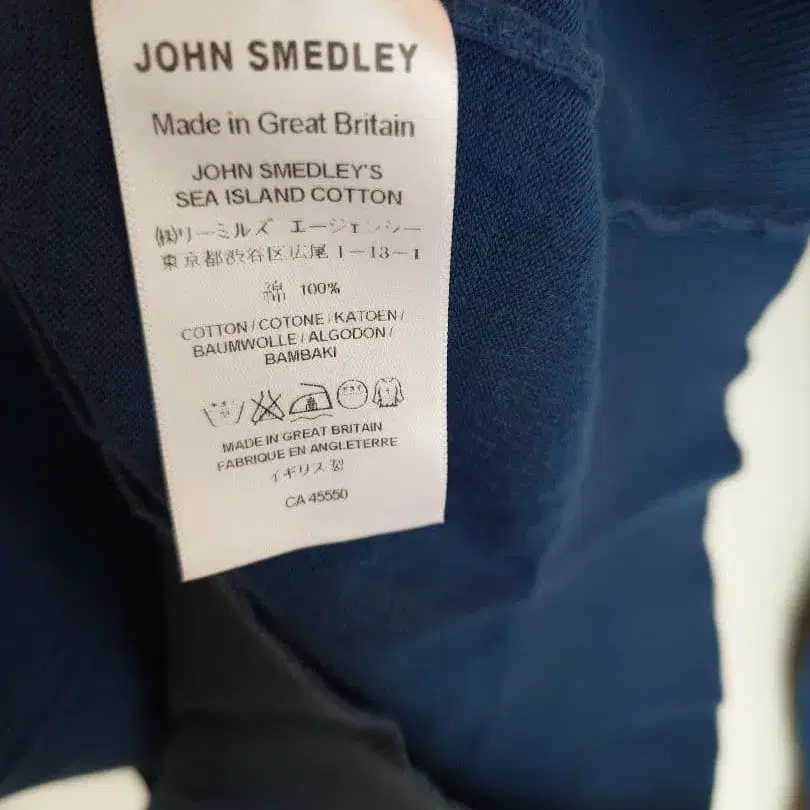 JOHN SMEDLEY
Made in Great Britain
JOHN SMEDLEY'S
SEA ISLAND COTTON
㈱リーミルズ エージェンシー
東京都渋谷区広尾 1-13-1
綿 100%
COTTON / COTONE / KATOEN /
BAUMWOLLE / ALGODON /
BAMBAKI
MADE IN GREAT BRITAIN
FABRIQUE EN ANGLETERRE
イギリス製
CA 45550